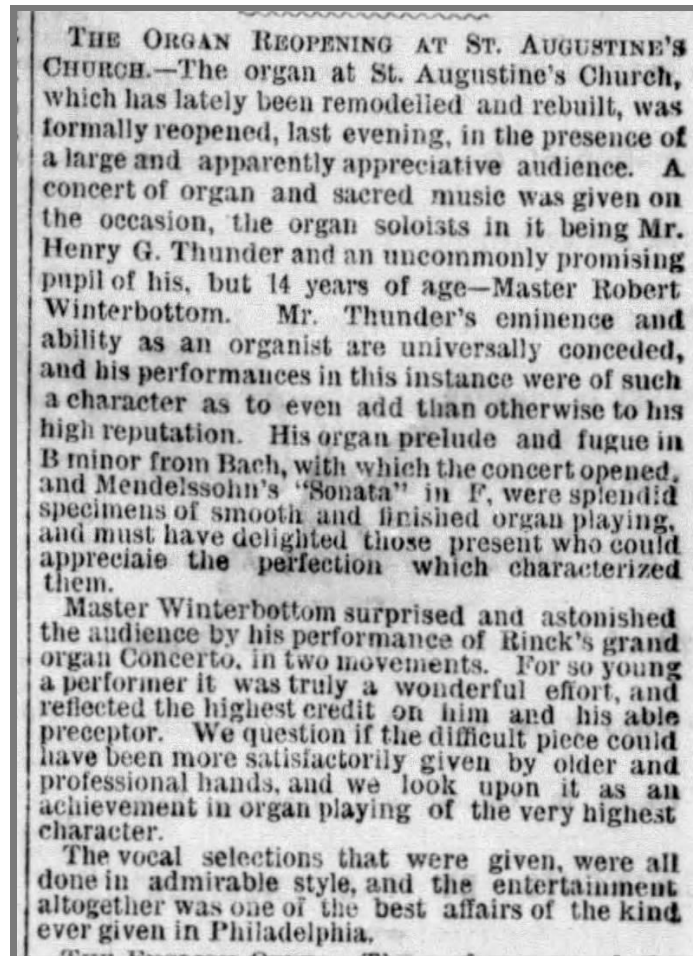 THE ORGAN REOPENING AT ST. AUGUSTINE'S
CHURCH.—The organ at St. Augustine's Church,
which has lately been remodelled and rebuilt, was
formally reopened, last evening, in the presence of
a large and apparently appreciative audience. A
concert of organ and sacred music was given on
the occasion, the organ soloists in it being Mr.
Henry G. Thunder and an uncommonly promising
pupil of his, but 14 years of age—Master Robert
Winterbottom. Mr. Thunder's eminence and
ability as an organist are universally conceded,
and his performances in this instance were of such
a character as to even add than otherwise to his
high reputation. His organ prelude and fugue in
B minor from Bach, with which the concert opened,
and Mendelssohn's "Sonata" in F, were splendid
specimens of smooth and finished organ playing,
and must have delighted those present who could
appreciate the perfection which characterized
them.
Master Winterbottom surprised and astonished
the audience by his performance of Rinck's grand
organ Concerto, in two movements. For so young
a performer it was truly a wonderful effort, and
reflected the highest credit on him and his able
preceptor. We question if the difficult piece could
have been more satisfactorily given by older and
professional hands, and we look upon it as an
achievement in organ playing of the very highest
character.
The vocal selections that were given, were all
done in admirable style, and the entertainment
altogether was one of the best affairs of the kind
ever given in Philadelphia.